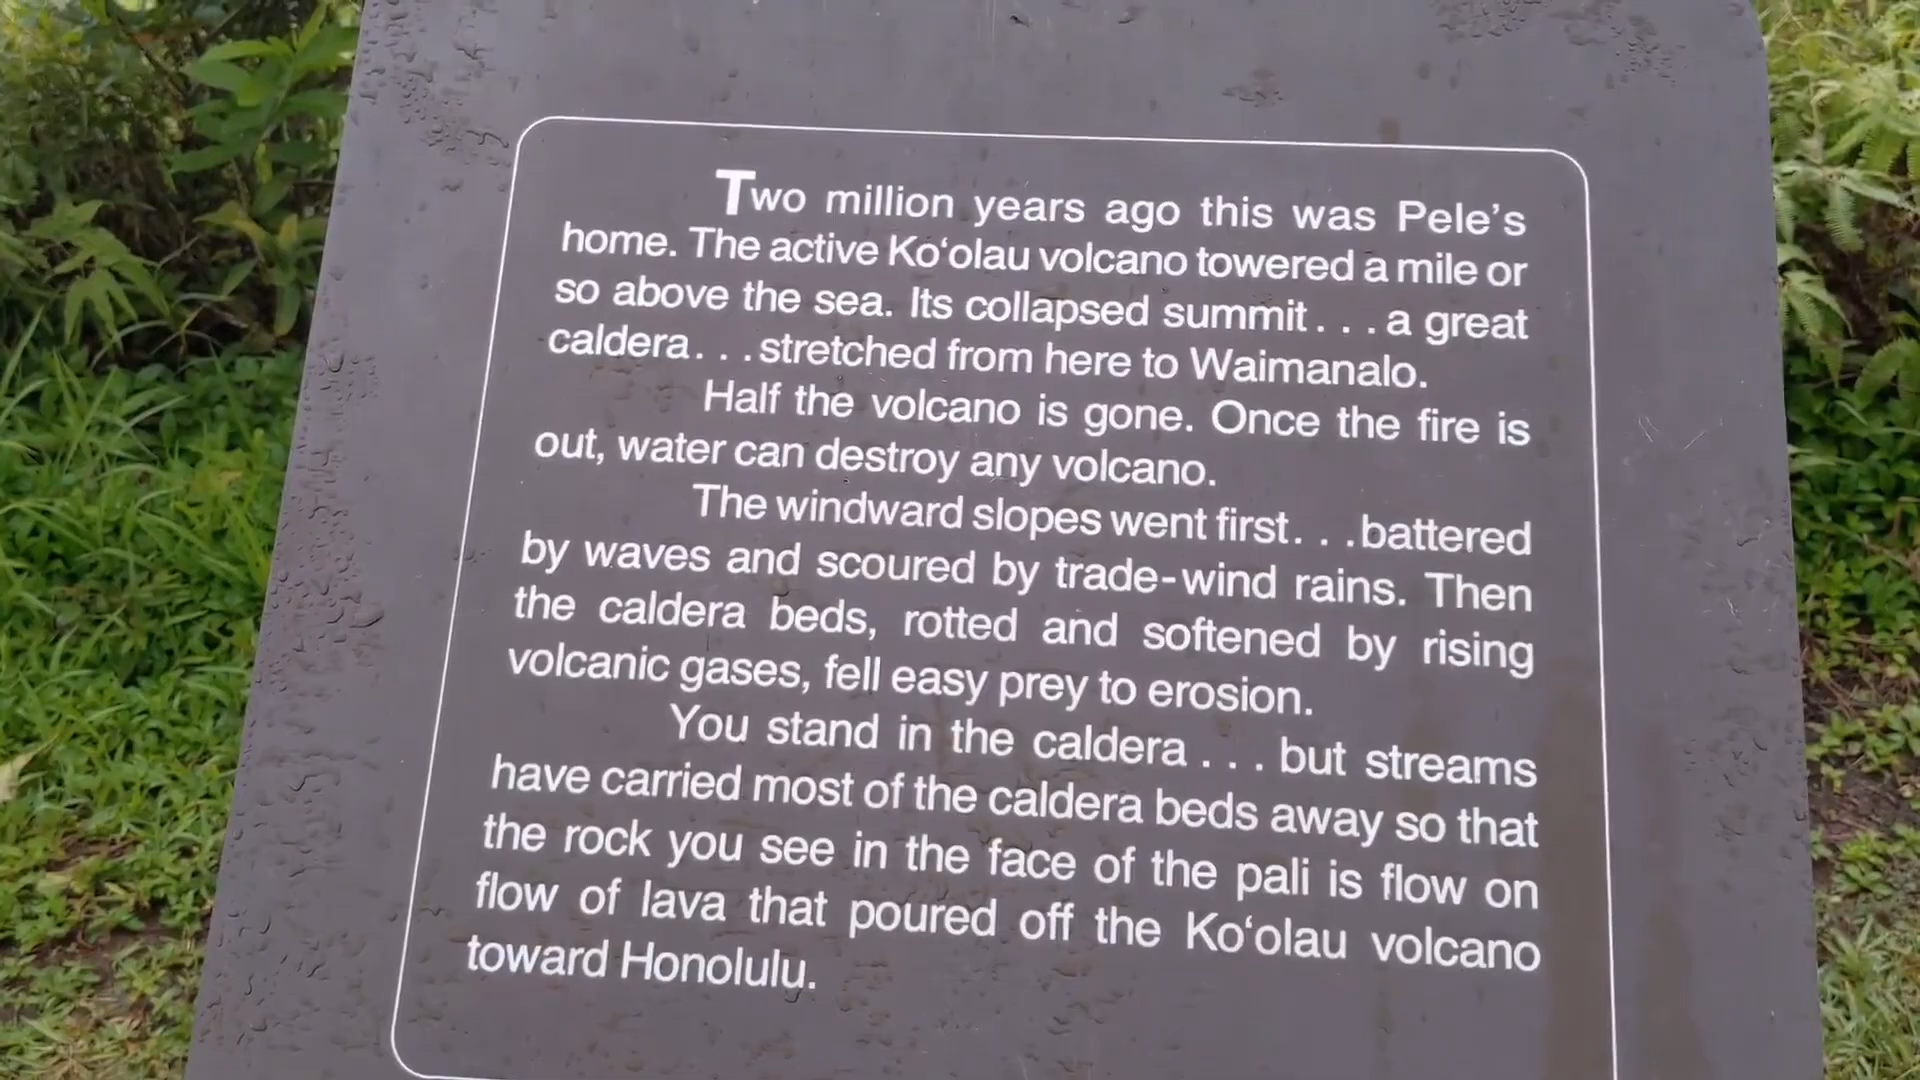 Two million years ago this was Pele's
home. The active Ko‘olau volcano towered a mile or
so above the sea. Its collapsed summit...a great
caldera...stretched from here to Waimanalo.
Half the volcano is gone. Once the fire is
out, water can destroy any volcano.
The windward slopes went first...battered
by waves and scoured by trade-wind rains. Then
the caldera beds, rotted and softened by rising
volcanic gases, fell easy prey to erosion.
You stand in the caldera...but streams
have carried most of the caldera beds away so that
the rock you see in the face of the pali is flow on
flow of lava that poured off the Ko‘olau volcano
toward Honolulu.